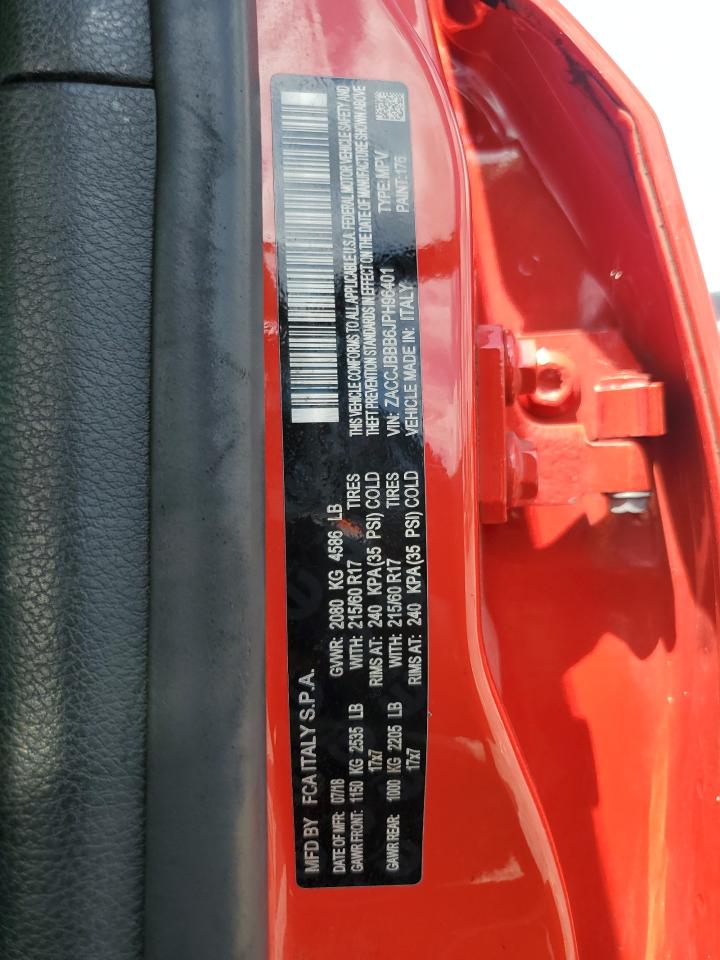 MFD BY FCA ITALY S.P.A.
DATE OF MFR: 07/18 GVWR: 2080 KG 4586 LB
GAWR FRONT: 1150 KG 2535 LB WITH: 215/60 R17 TIRES
17x7 RIMS AT: 240 KPA(35 PSI) COLD
GAWR REAR: 1000 KG 2205 LB WITH: 215/60 R17 TIRES
17x7 RIMS AT: 240 KPA(35 PSI) COLD
THIS VEHICLE CONFORMS TO ALL APPLICABLE U.S.A. FEDERAL MOTOR VEHICLE SAFETY AND
THEFT PREVENTION STANDARDS IN EFFECT ON THE DATE OF MANUFACTURE SHOWN ABOVE
VIN: ZACCJBBB6JPH96401 TYPE:MPV
VEHICLE MADE IN: ITALY PAINT:176